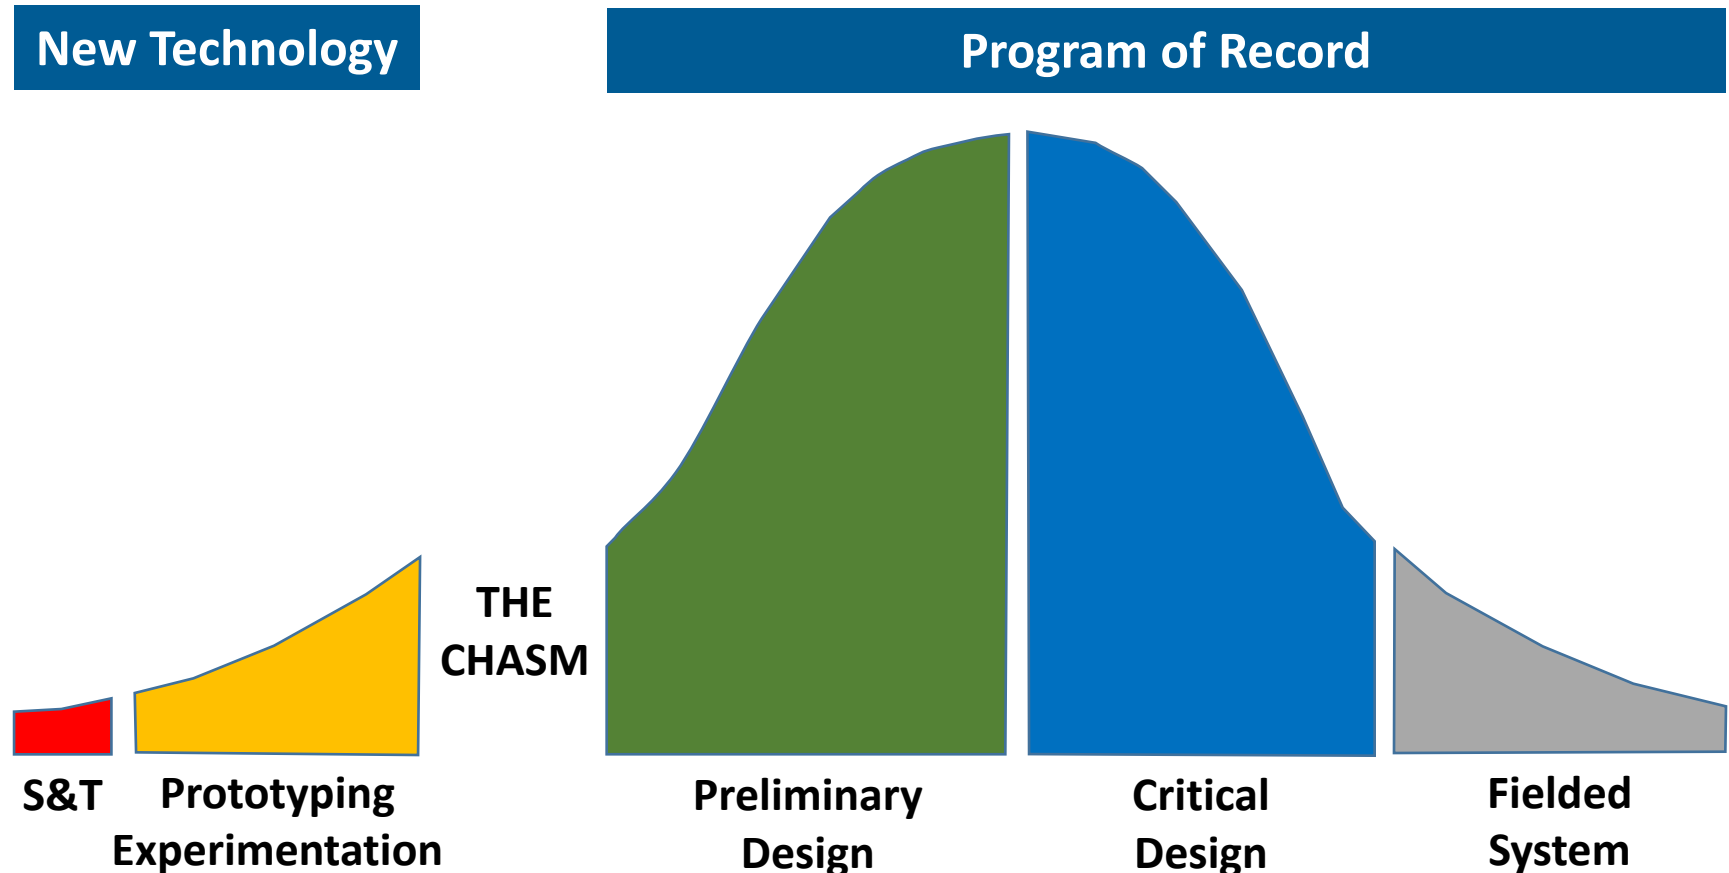 New Technology
Program of Record
THE
CHASM
S&T
Prototyping
Experimentation
Preliminary
Design
Critical
Design
Fielded
System